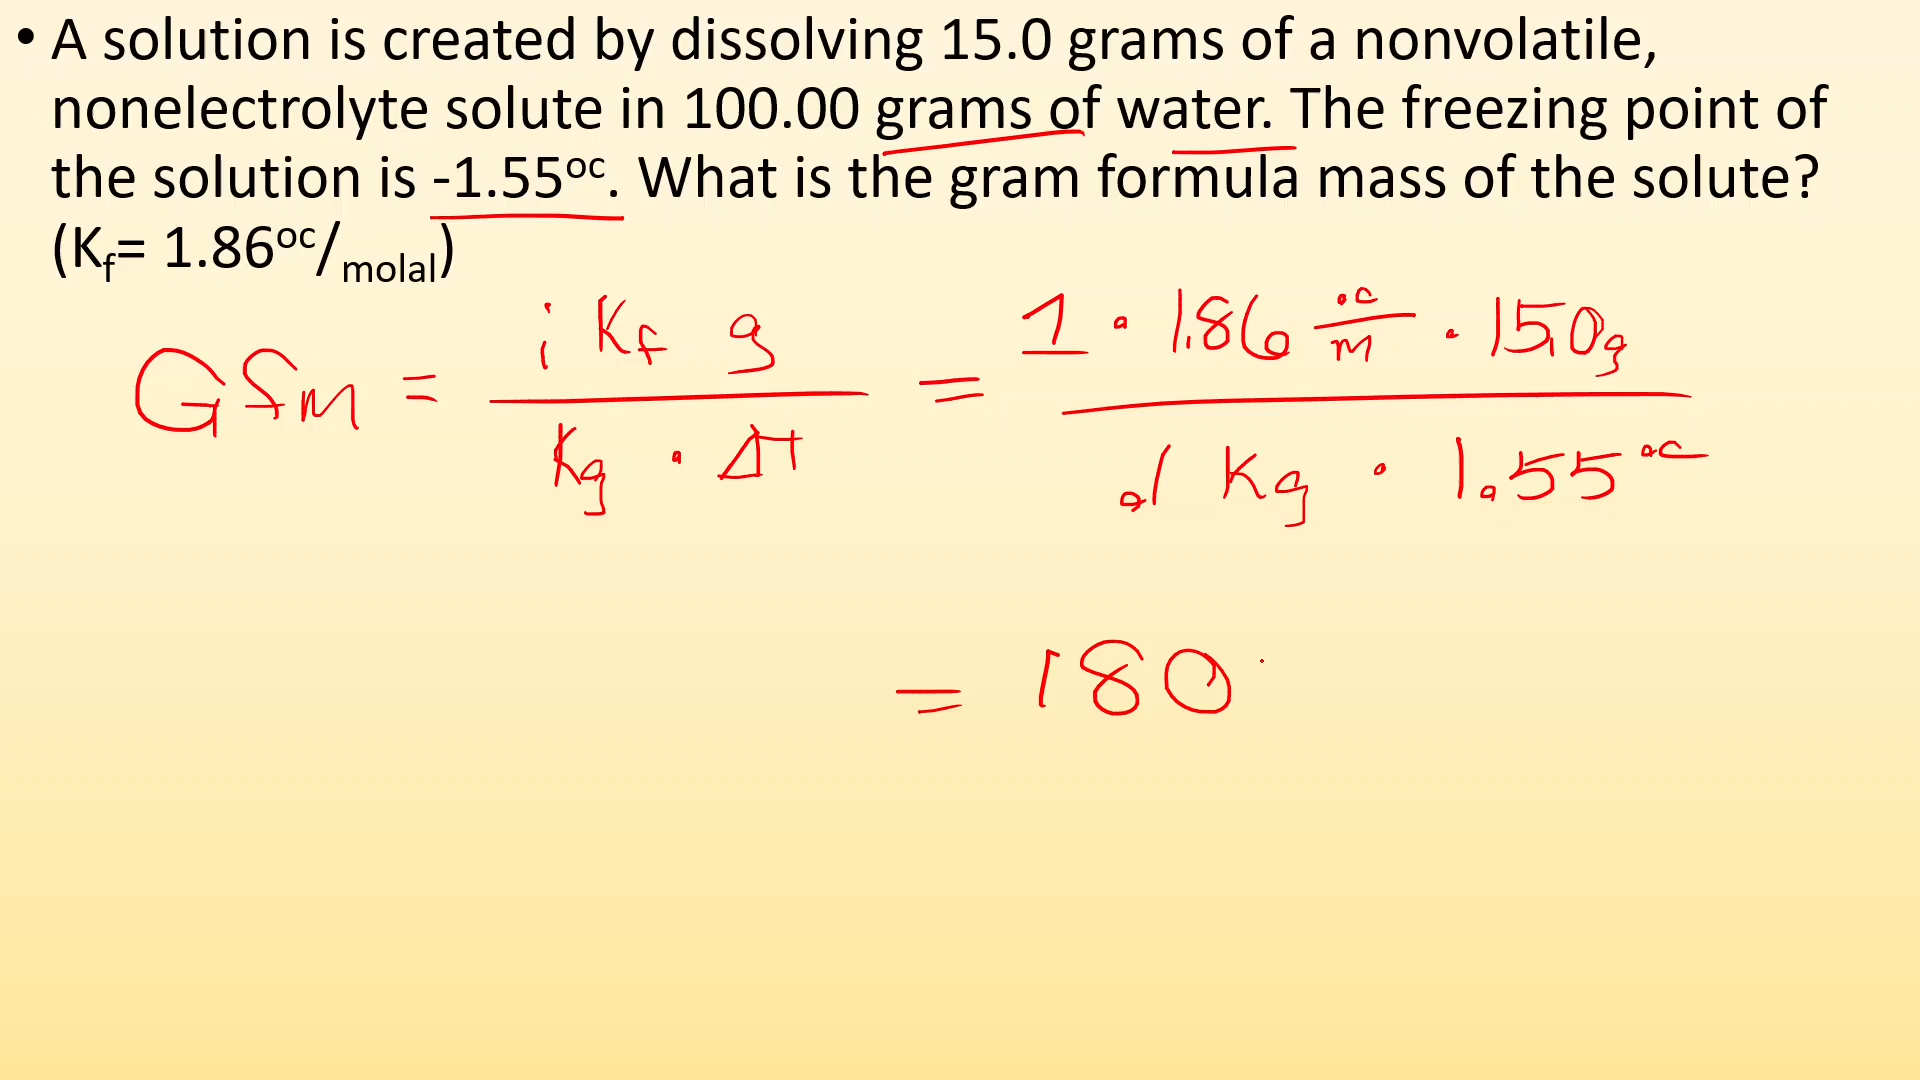 • A solution is created by dissolving 15.0 grams of a nonvolatile,
nonelectrolyte solute in 100.00 grams of water. The freezing point of
the solution is -1.55ᵒᶜ. What is the gram formula mass of the solute?
(Kf= 1.86ᵒᶜ/molal)
Gfm = i Kf g / Kg · ΔT = 1 · 1.86 °C/m · 15.0g / .1 Kg · 1.55 °C
= 180